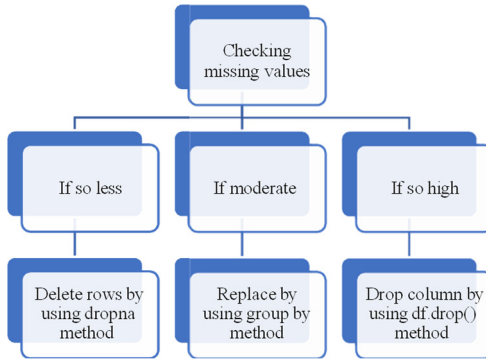 Checking
missing values
If so less
If moderate
If so high
Delete rows by
using dropna
method
Replace by
using group by
method
Drop column by
using df.drop()
method